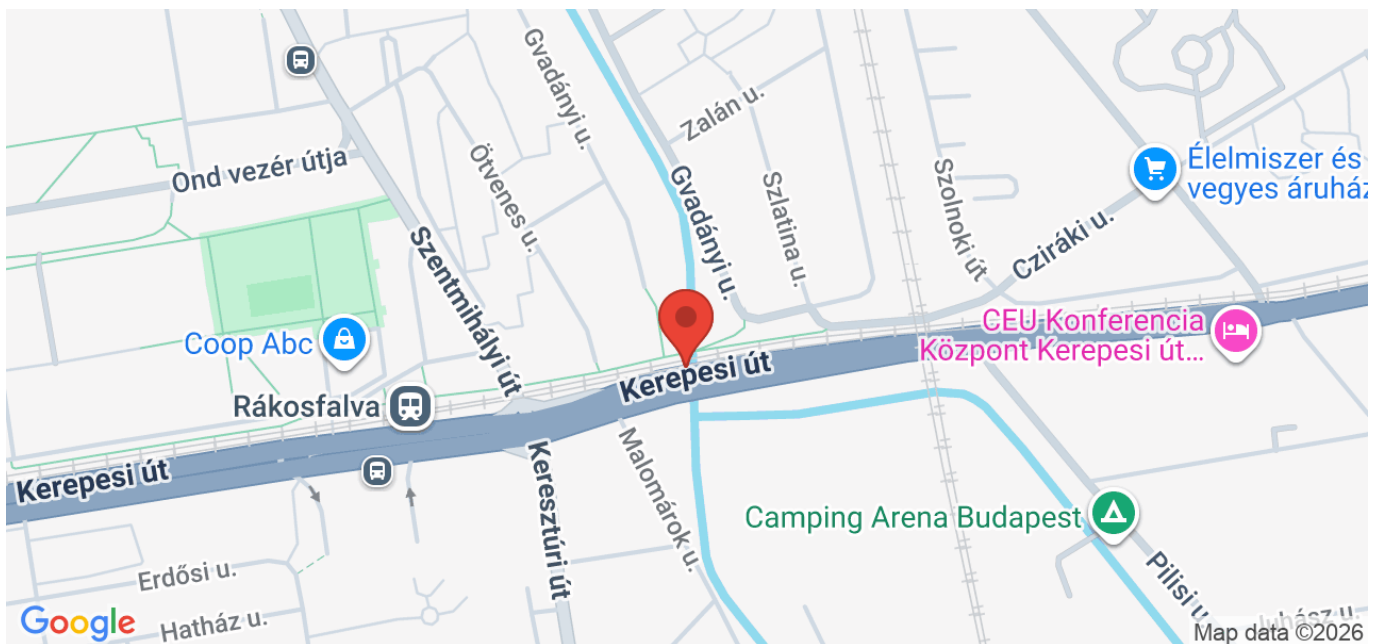 Gvadányi u.
Zalán u.
Ond vezér útja
Ötvenes u.
Gvadányi u.
Szlatina u.
Szolnoki út
Élelmiszer és
vegyes áruház
Cziráki u.
Szentmihályi út
Coop Abc
CEU Konferencia
Központ Kerepesi út...
Kerepesi út
Rákosfalva
Kerepesi út
Keresztúri út
Malomárok u.
Camping Arena Budapest
Erdősi u.
Pilisi u.
Google
Hatház u.
Juhász u.
Map data ©2026